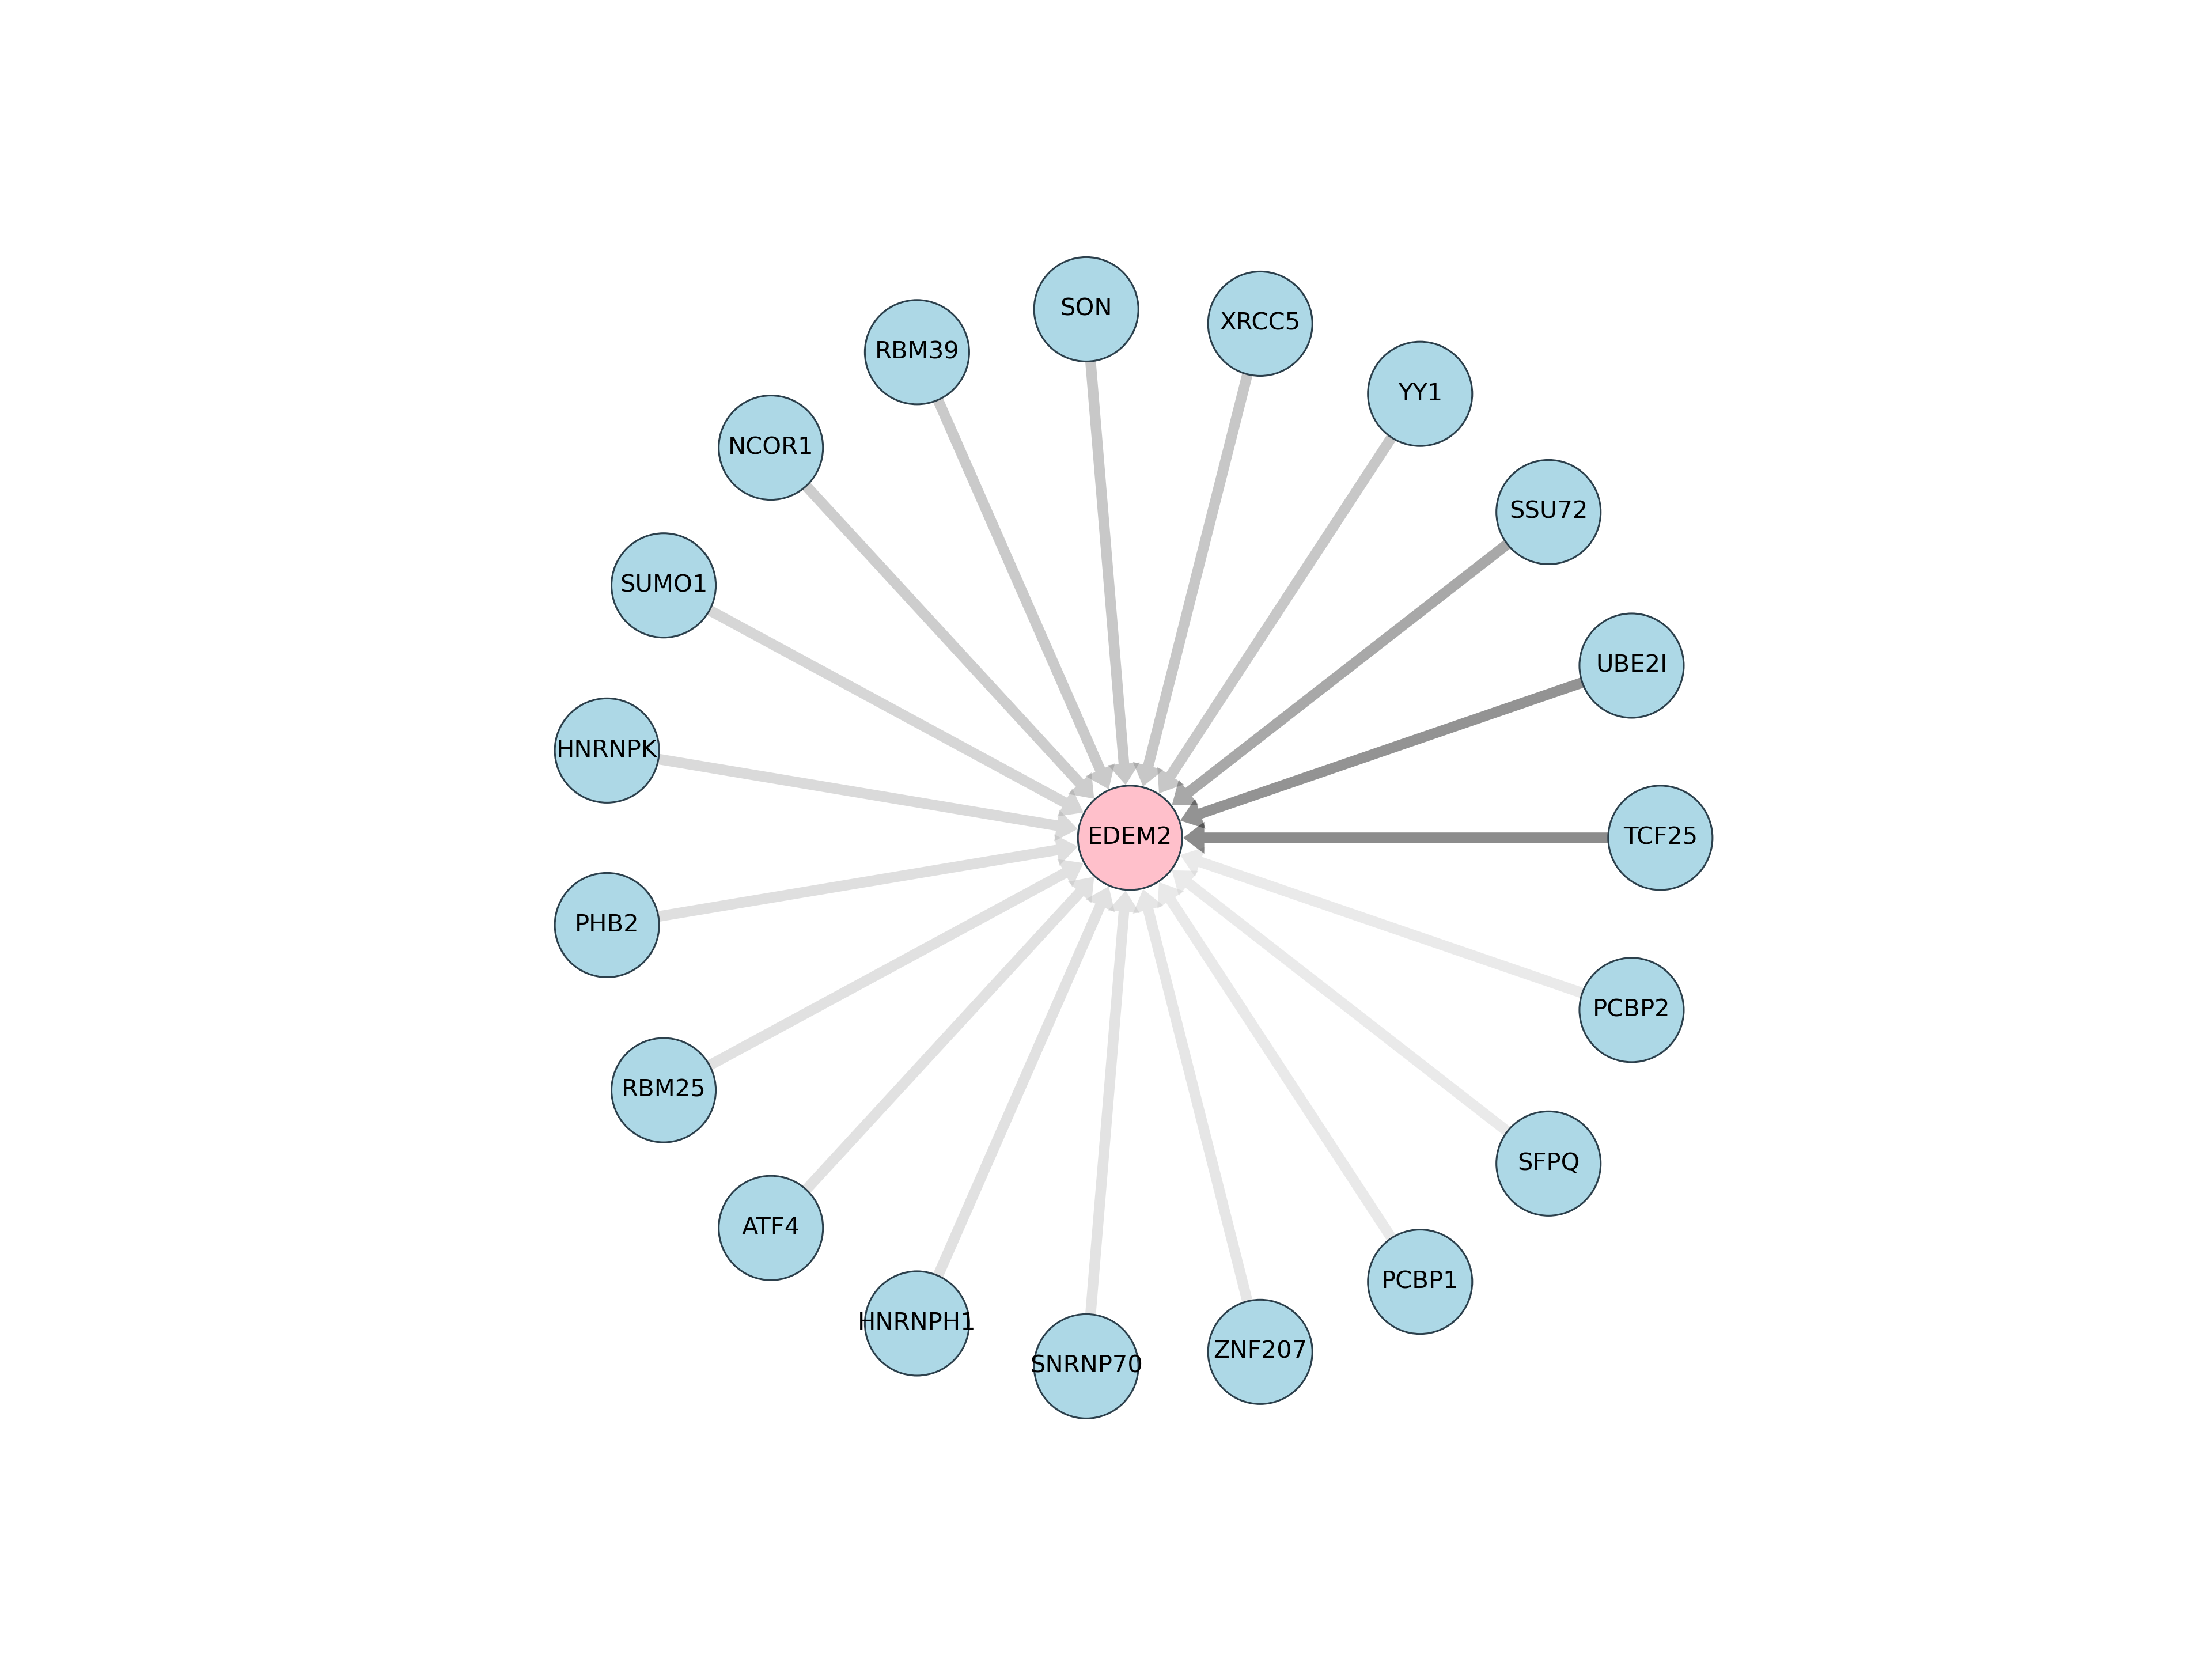 SON
XRCC5
RBM39
YY1
NCOR1
SSU72
SUMO1
UBE2I
HNRNPK
EDEM2
TCF25
PHB2
PCBP2
RBM25
SFPQ
ATF4
PCBP1
HNRNPH1
ZNF207
SNRNP70